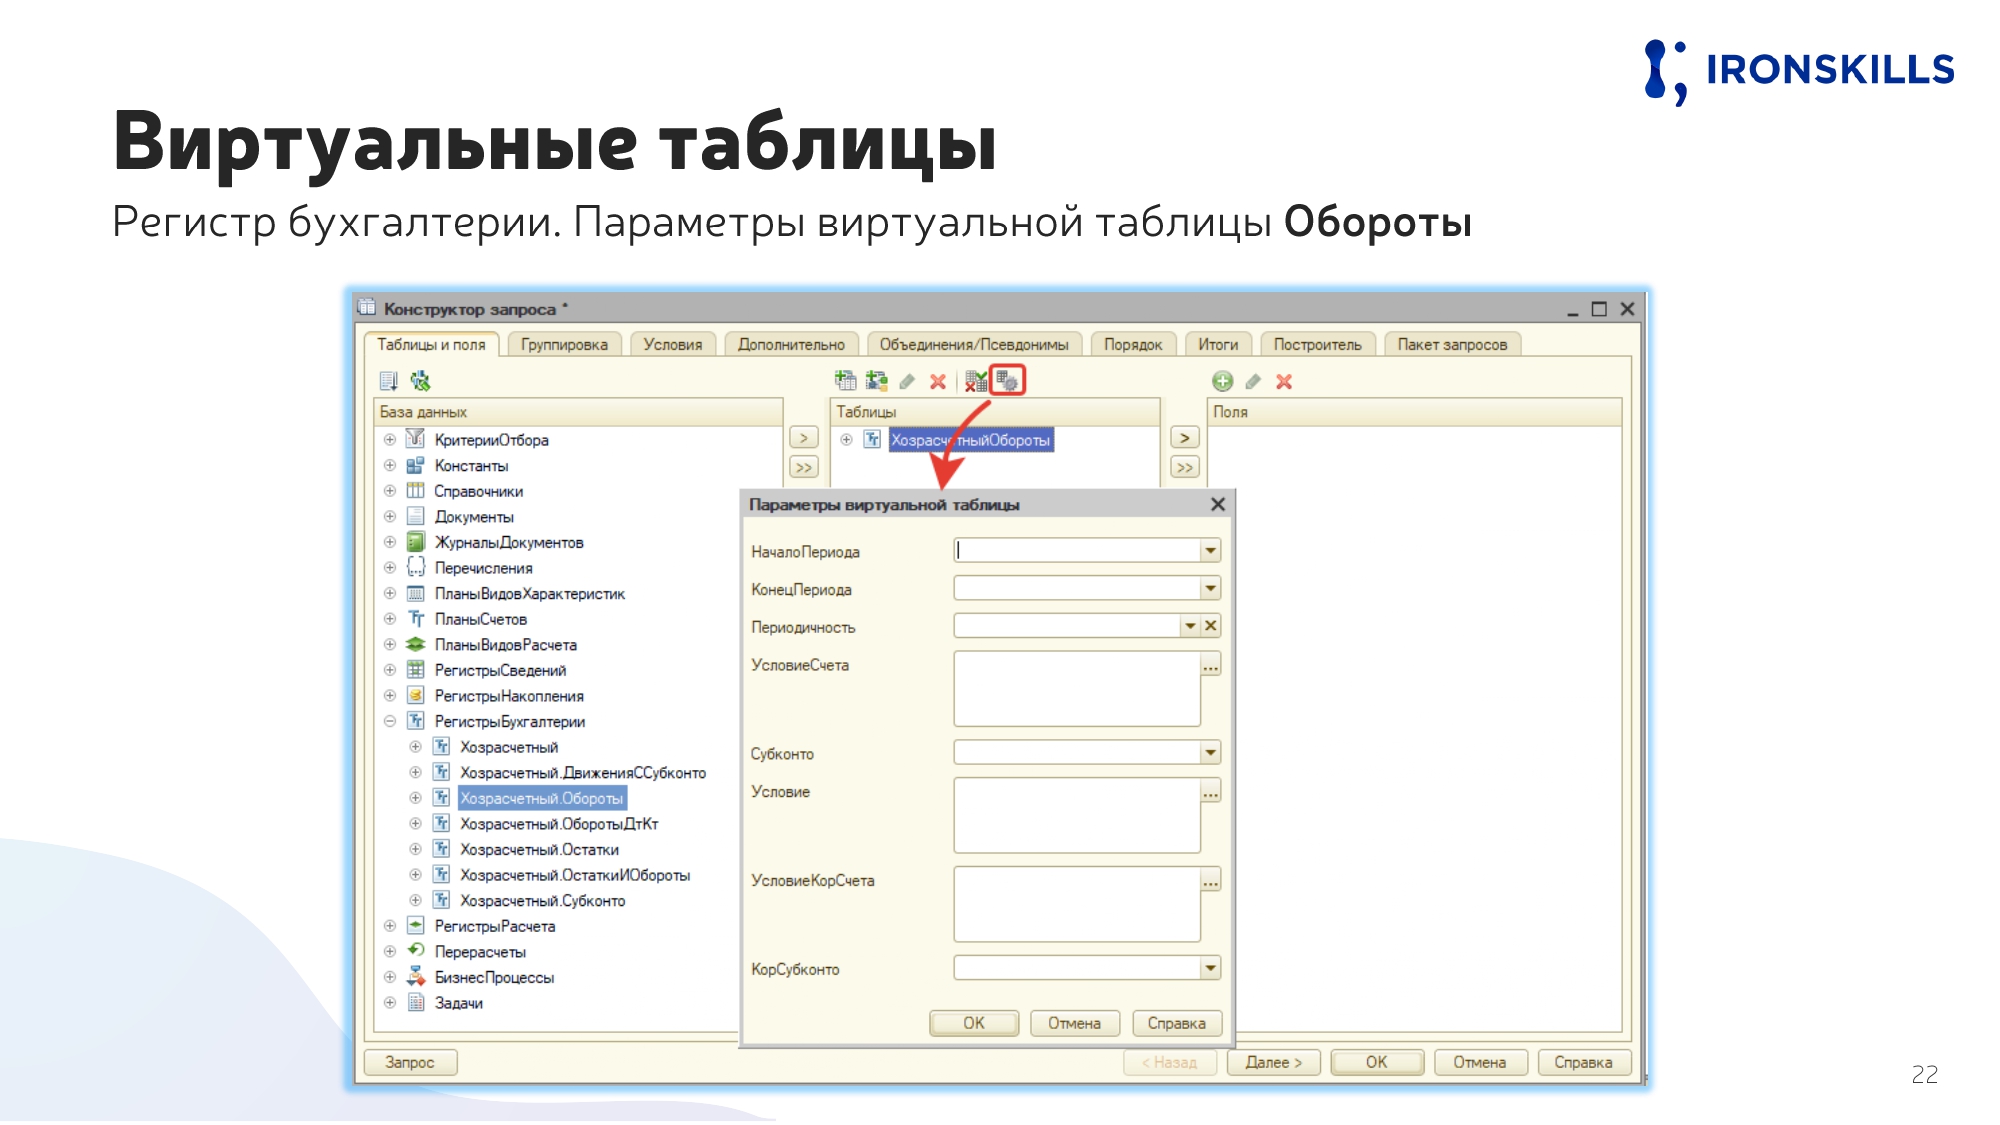 IRONSKILLS
Виртуальные таблицы
Регистр бухгалтерии. Параметры виртуальной таблицы Обороты
Конструктор запроса *
Таблицы и поля
Группировка
Условия
Дополнительно
Объединения/Псевдонимы
Порядок
Итоги
Построитель
Пакет запросов
База данных
КритерииОтбора
Константы
Справочники
Документы
ЖурналыДокументов
Перечисления
ПланыВидовХарактеристик
ПланыСчетов
ПланыВидовРасчета
РегистрыСведений
РегистрыНакопления
РегистрыБухгалтерии
Хозрасчетный
Хозрасчетный.ДвиженияССубконто
Хозрасчетный.Обороты
Хозрасчетный.ОборотыДтКт
Хозрасчетный.Остатки
Хозрасчетный.ОстаткиИОбороты
Хозрасчетный.Субконто
РегистрыРасчета
Перерасчеты
БизнесПроцессы
Задачи
>
>>
Таблицы
ХозрасчетныйОбороты
>
>>
Поля
Параметры виртуальной таблицы
НачалоПериода
КонецПериода
Периодичность
УсловиеСчета
...
Субконто
Условие
...
УсловиеКорСчета
...
КорСубконто
OK
Отмена
Справка
Запрос
< Назад
Далее >
OK
Отмена
Справка
22